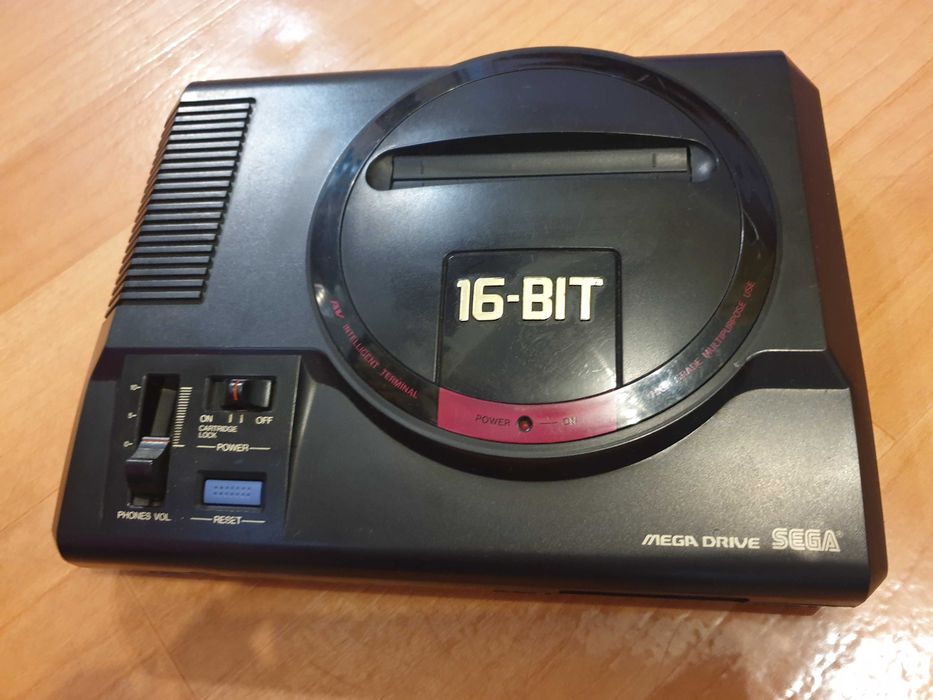 16-BIT
AV INTELLIGENT TERMINAL
GRADE MULTIPURPOSE USE
POWER ON
10
5
0
ON OFF
CARTRIDGE
LOCK
POWER
PHONES VOL.
RESET
MEGA DRIVE SEGA